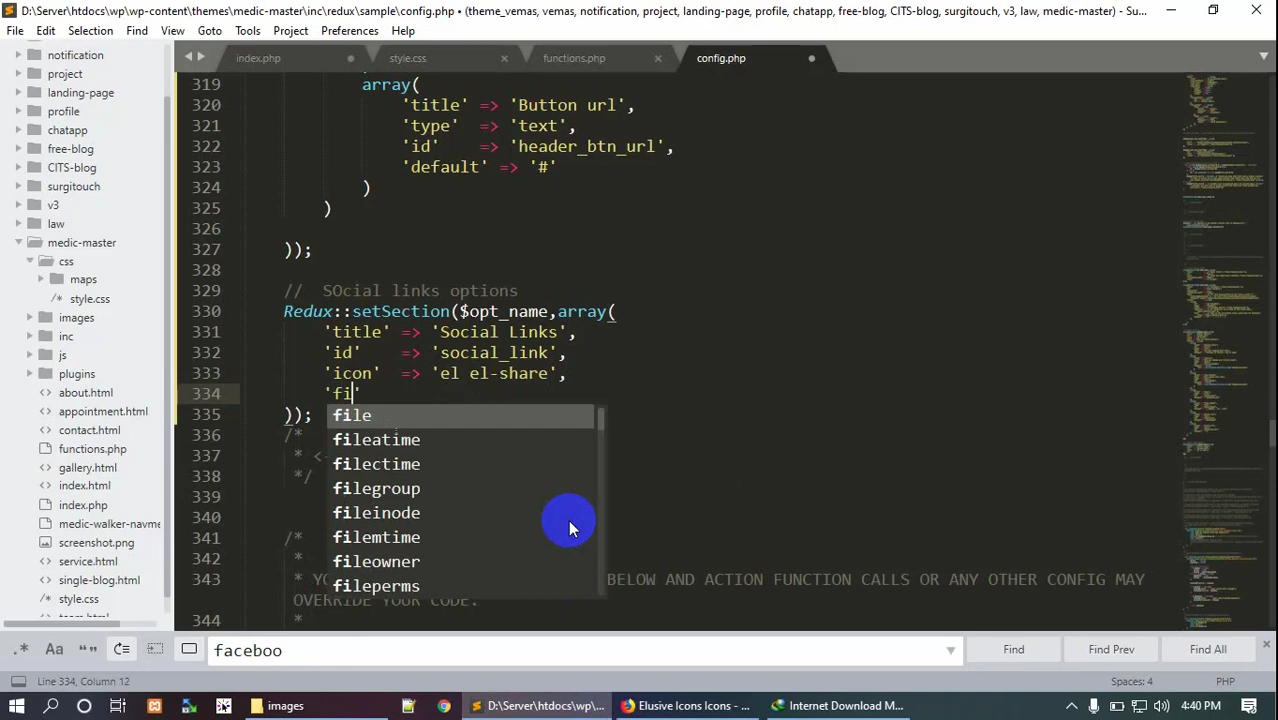 D:\Server\htdocs\wp\wp-content\themes\medic-master\inc\redux\sample\config.php • (theme_vemas, vemas, notification, project, landing-page, profile, chatapp, free-blog, CITS-blog, surgitouch, v3, law, medic-master) - Su...
File Edit Selection Find View Goto Tools Project Preferences Help
index.php style.css functions.php config.php
notification
project
landing-page
profile
chatapp
free-blog
CITS-blog
surgitouch
v3
law
medic-master
css
maps
style.css
images
inc
js
plugins
about.html
appointment.html
contact.html
functions.php
gallery.html
index.html
index.php
medic-walker-navme
screenshot.png
service.html
single-blog.html
style.css
team.html
319 array(
320 'title' => 'Button url',
321 'type' => 'text',
322 'id' => 'header_btn_url',
323 'default' => '#'
324 )
325 )
326
327 ));
328
329 // SOcial links options
330 Redux::setSection($opt_name,array(
331 'title' => 'Social Links',
332 'id' => 'social_link',
333 'icon' => 'el el-share',
334 'fi'
335 ));
336 /*
337 * <-
338 */
339
340
341 /*
342 *
343 * YO BELOW AND ACTION FUNCTION CALLS OR ANY OTHER CONFIG MAY
OVERRIDE YOUR CODE.
344 *
file
fileatime
filectime
filegroup
fileinode
filemtime
fileowner
fileperms
.* Aa “” faceboo Find Find Prev Find All
Line 334, Column 12 Spaces: 4 PHP
images D:\Server\htdocs\wp\... Elusive Icons Icons - ... Internet Download M... 4:40 PM